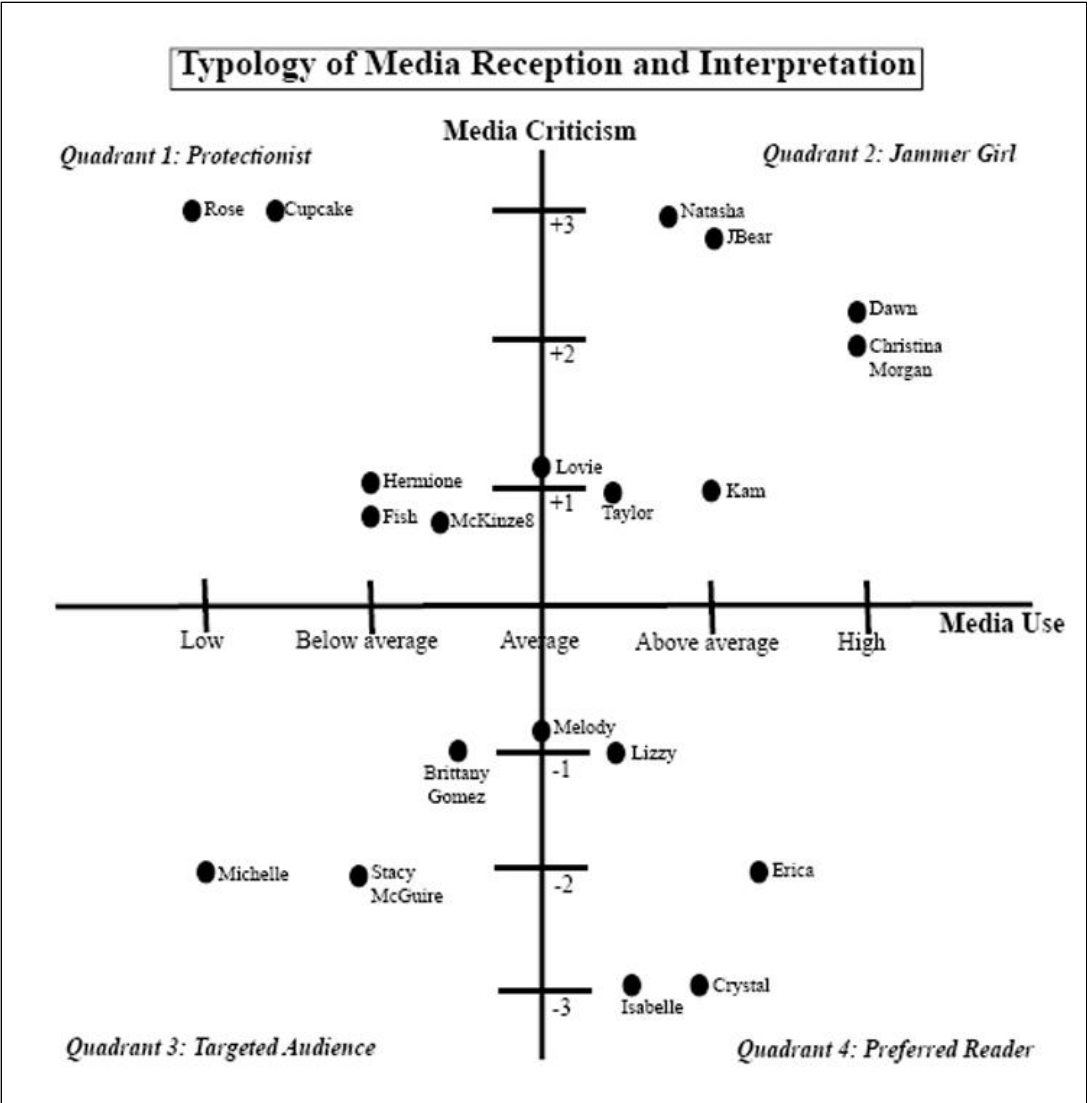 Typology of Media Reception and Interpretation
Media Criticism
Quadrant 1: Protectionist
Quadrant 2: Jammer Girl
Rose
Cupcake
+3
Natasha
JBear
Dawn
+2
Christina
Morgan
Lovie
Hermione
+1
Kam
Fish
McKinze8
Taylor
Low
Below average
Average
Above average
High
Media Use
Melody
Lizzy
-1
Brittany
Gomez
Michelle
Stacy
McGuire
-2
Erica
Crystal
-3
Isabelle
Quadrant 3: Targeted Audience
Quadrant 4: Preferred Reader